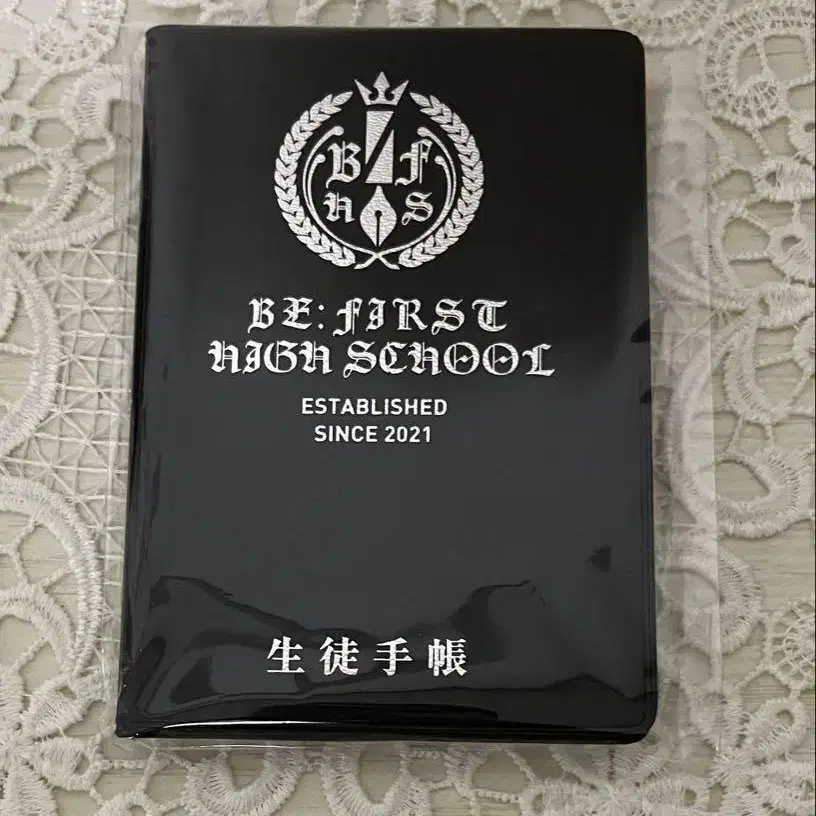 B F
H S
BE:FIRST
HIGH SCHOOL
ESTABLISHED
SINCE 2021
生徒手帳